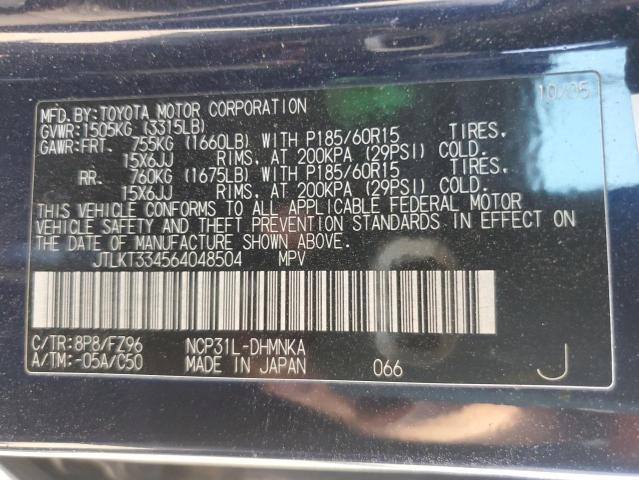 MFD.BY:TOYOTA MOTOR CORPORATION 10/05
GVWR:1505KG (3315LB)
GAWR:FRT. 755KG (1660LB) WITH P185/60R15 TIRES.
15X6JJ RIMS. AT 200KPA (29PSI) COLD.
RR. 760KG (1675LB) WITH P185/60R15 TIRES.
15X6JJ RIMS. AT 200KPA (29PSI) COLD.
THIS VEHICLE CONFORMS TO ALL APPLICABLE FEDERAL MOTOR
VEHICLE SAFETY AND THEFT PREVENTION STANDARDS IN EFFECT ON
THE DATE OF MANUFACTURE SHOWN ABOVE.
JTLKT334564048504 MPV
C/TR:8P8/FZ96 NCP31L-DHMNKA
A/TM:-05A/C50 MADE IN JAPAN 066 J